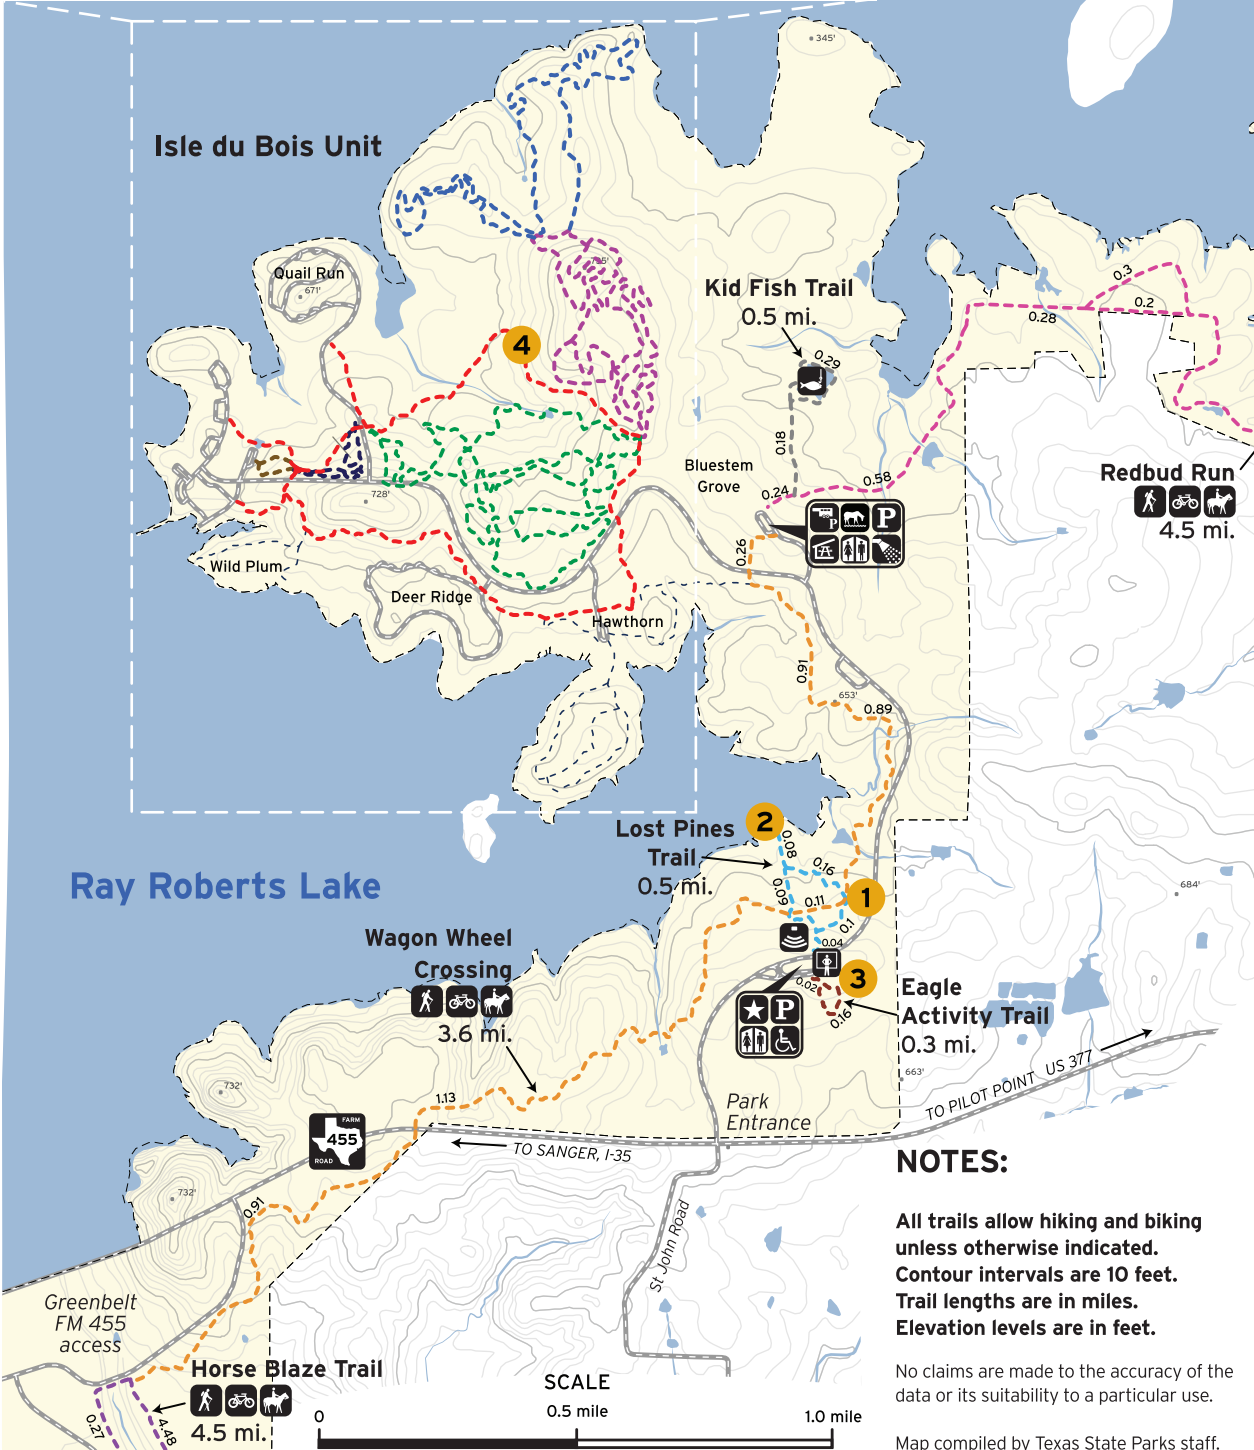 345'
Isle du Bois Unit
Quail Run
671'
725'
Kid Fish Trail
0.5 mi.
0.29
0.18
0.3
0.2
0.28
4
Bluestem
Grove
0.24
0.58
Redbud Run
4.5 mi.
P
P
728'
0.26
Wild Plum
Deer Ridge
Hawthorn
0.91
653'
0.89
2
Lost Pines
Trail
0.5 mi.
0.08
0.16
0.09
0.11
0.1
1
0.04
684'
Ray Roberts Lake
Wagon Wheel
Crossing
3.6 mi.
3
0.02
0.16
P
Eagle
Activity Trail
0.3 mi.
663'
732'
1.13
Park
Entrance
TO PILOT POINT US 377
FARM
455
ROAD
TO SANGER, I-35
732'
0.91
St John Road
Greenbelt
FM 455
access
Horse Blaze Trail
4.5 mi.
0.27
4.48
SCALE
0
0.5 mile
1.0 mile
NOTES:
All trails allow hiking and biking
unless otherwise indicated.
Contour intervals are 10 feet.
Trail lengths are in miles.
Elevation levels are in feet.
No claims are made to the accuracy of the
data or its suitability to a particular use.
Map compiled by Texas State Parks staff.